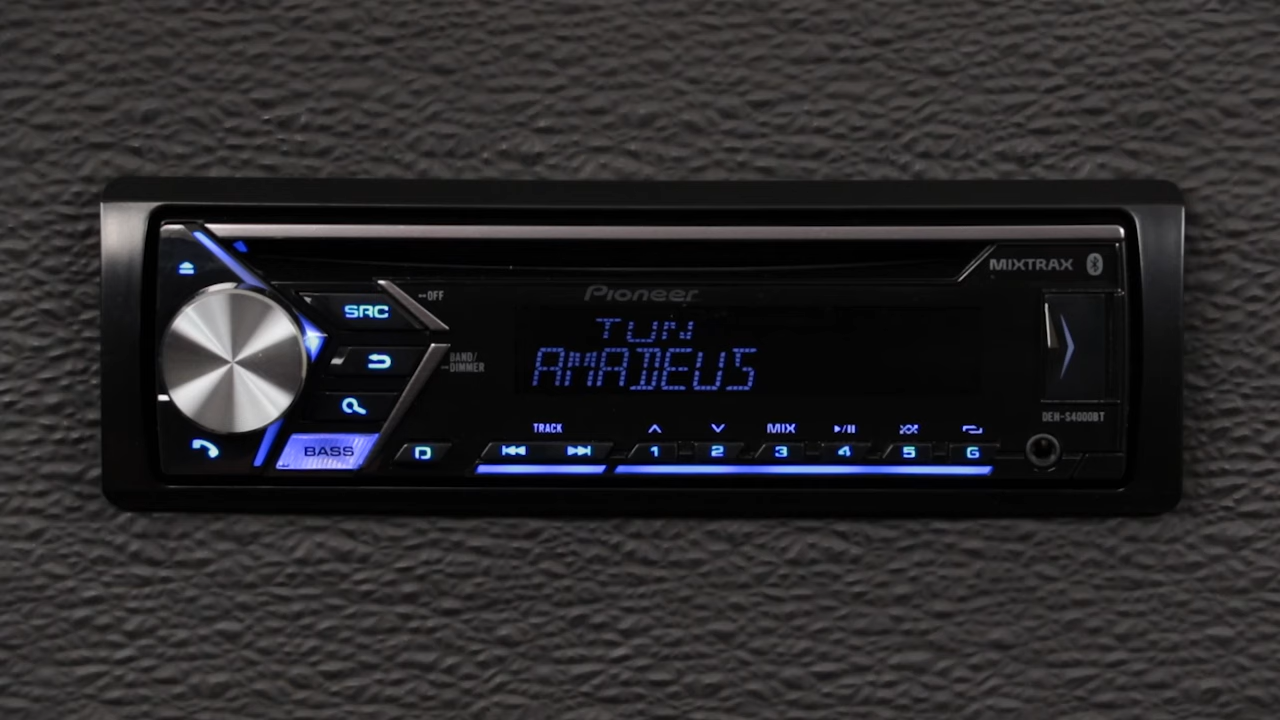 MIXTRAX
Pioneer
OFF
SRC
TUN
AMADEUS
BAND/
DIMMER
DEH-S4000BT
TRACK
MIX
BASS
D
1 2 3 4 5 6